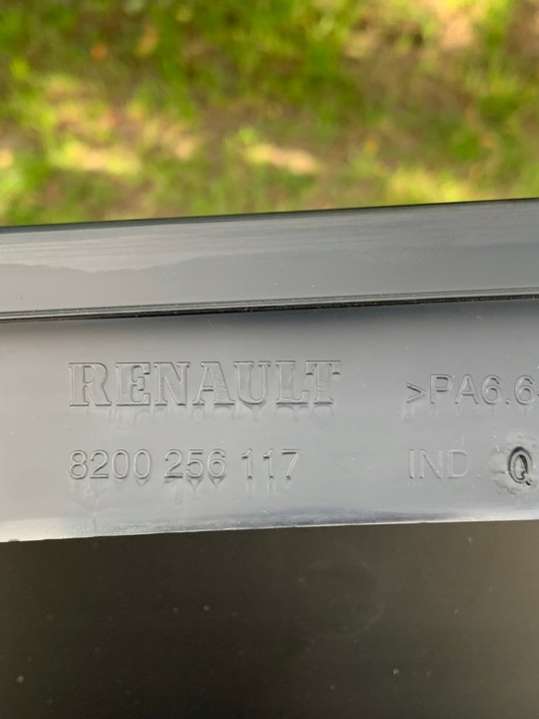 RENAULT
>PA6.6
8200 256 117
IND Q